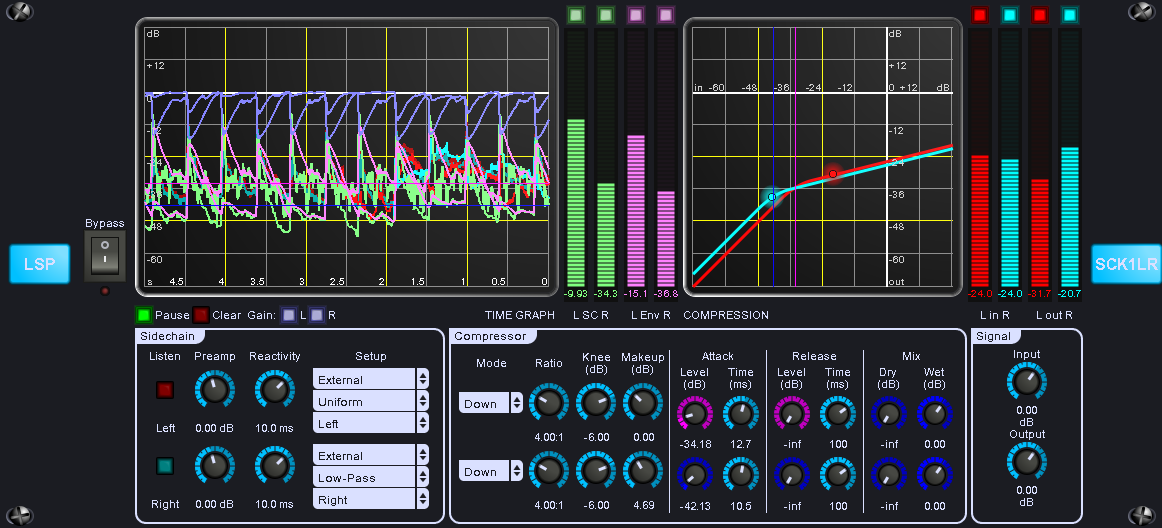 dB
+12
0
-12
-24
-36
-48
-60
s 4.5 4 3.5 3 2.5 2 1.5 1 0.5 0
dB
+12
in -60 -48 -36 -24 -12 0 +12 dB
-12
-24
-36
-48
-60
out
Bypass
LSP
SCK1LR
-9.93 -34.3 -15.1 -36.8
-24.0 -24.0 -31.7 -20.7
Pause Clear Gain: L R
TIME GRAPH
L SC R
L Env R
COMPRESSION
L in R
L out R
Sidechain
Listen Preamp Reactivity Setup
External
Uniform
Left
Left 0.00 dB 10.0 ms
External
Low-Pass
Right
Right 0.00 dB 10.0 ms
Compressor
Mode Ratio Knee (dB) Makeup (dB)
Attack
Level (dB) Time (ms)
Release
Level (dB) Time (ms)
Mix
Dry (dB) Wet (dB)
Down
4.00:1 -6.00 0.00 -34.18 12.7 -inf 100 -inf 0.00
Down
4.00:1 -6.00 4.69 -42.13 10.5 -inf 100 -inf 0.00
Signal
Input
0.00
dB
Output
0.00
dB